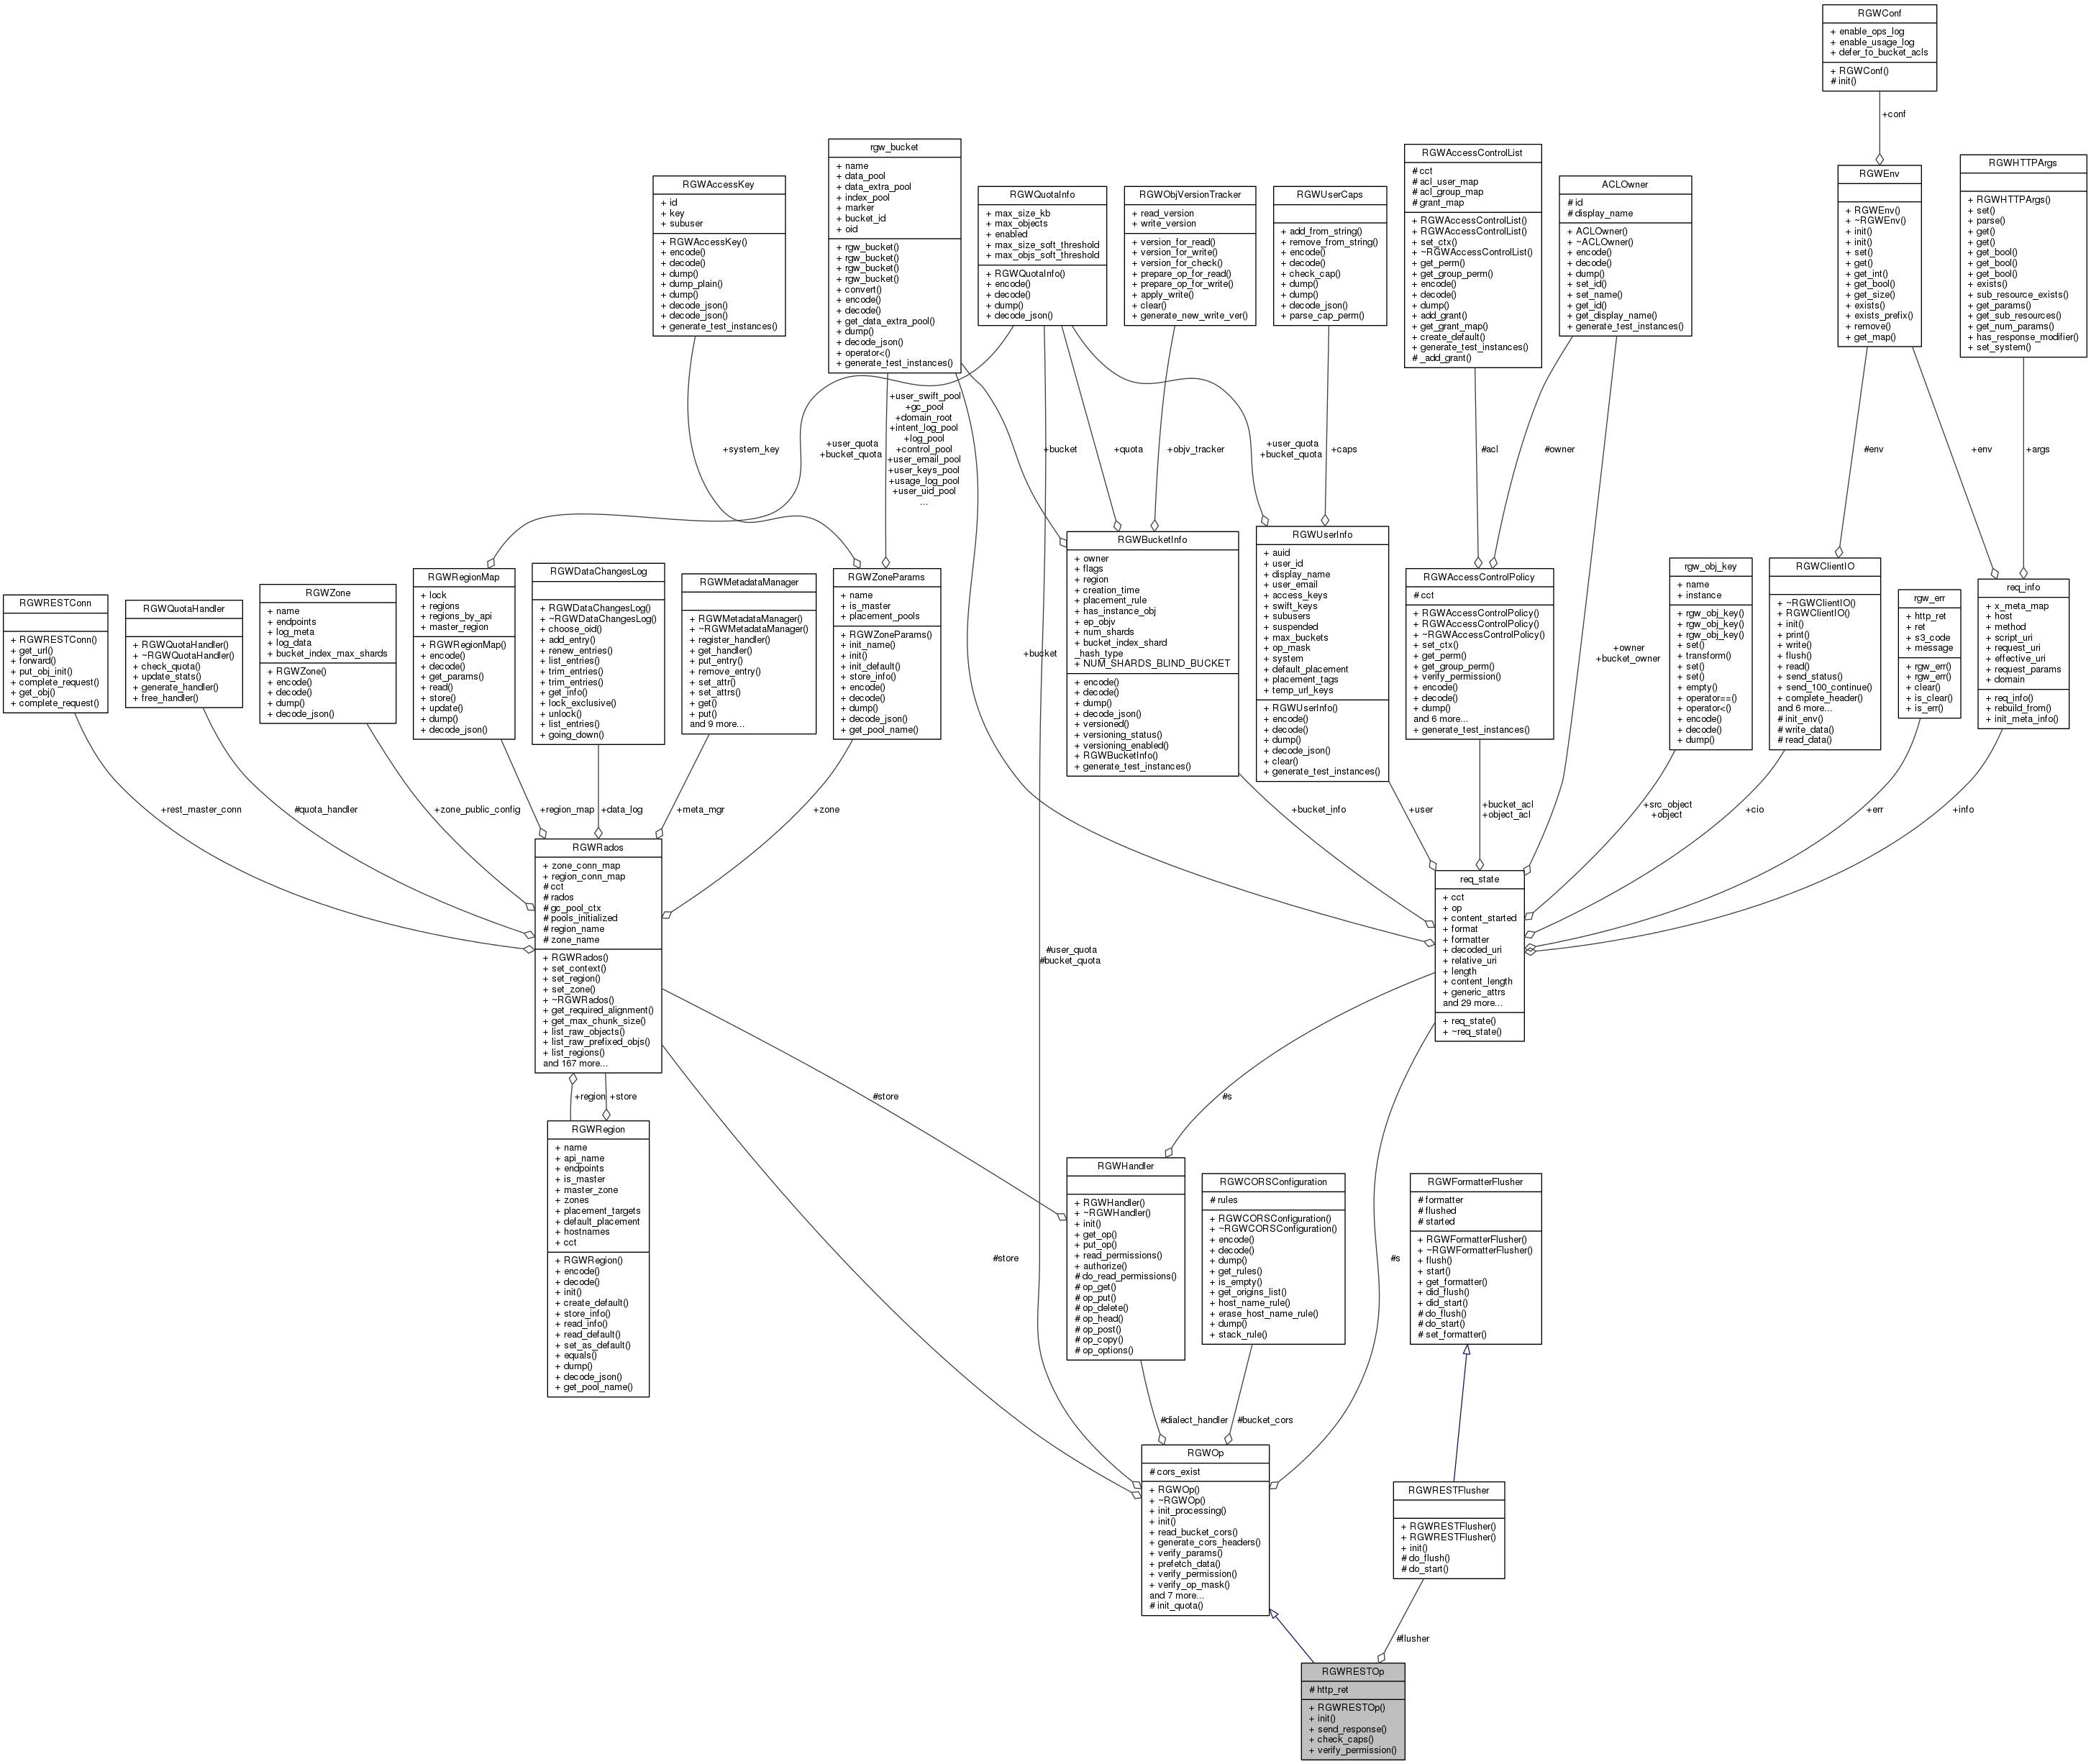 RGWConf
+ enable_ops_log
+ enable_usage_log
+ defer_to_bucket_acls
+ RGWConf()
# init()
+conf
rgw_bucket
+ name
+ data_pool
+ data_extra_pool
+ index_pool
+ marker
+ bucket_id
+ oid
+ rgw_bucket()
+ rgw_bucket()
+ rgw_bucket()
+ rgw_bucket()
+ convert()
+ encode()
+ decode()
+ get_data_extra_pool()
+ dump()
+ decode_json()
+ operator<()
+ generate_test_instances()
RGWAccessControlList
# cct
# acl_user_map
# acl_group_map
# grant_map
+ RGWAccessControlList()
+ RGWAccessControlList()
+ set_ctx()
+ ~RGWAccessControlList()
+ get_perm()
+ get_group_perm()
+ encode()
+ decode()
+ dump()
+ add_grant()
+ get_grant_map()
+ create_default()
+ generate_test_instances()
# _add_grant()
RGWHTTPArgs
+ RGWHTTPArgs()
+ set()
+ parse()
+ get()
+ get()
+ get_bool()
+ get_bool()
+ get_bool()
+ exists()
+ sub_resource_exists()
+ get_params()
+ get_sub_resources()
+ get_num_params()
+ has_response_modifier()
+ set_system()
RGWEnv
+ RGWEnv()
+ ~RGWEnv()
+ init()
+ init()
+ set()
+ get()
+ get_int()
+ get_bool()
+ get_size()
+ exists()
+ exists_prefix()
+ remove()
+ get_map()
RGWAccessKey
+ id
+ key
+ subuser
+ RGWAccessKey()
+ encode()
+ decode()
+ dump()
+ dump_plain()
+ dump()
+ decode_json()
+ decode_json()
+ generate_test_instances()
ACLOwner
# id
# display_name
+ ACLOwner()
+ ~ACLOwner()
+ encode()
+ decode()
+ dump()
+ set_id()
+ set_name()
+ get_id()
+ get_display_name()
+ generate_test_instances()
RGWQuotaInfo
+ max_size_kb
+ max_objects
+ enabled
+ max_size_soft_threshold
+ max_objs_soft_threshold
+ RGWQuotaInfo()
+ encode()
+ decode()
+ dump()
+ decode_json()
RGWObjVersionTracker
+ read_version
+ write_version
+ version_for_read()
+ version_for_write()
+ version_for_check()
+ prepare_op_for_read()
+ prepare_op_for_write()
+ apply_write()
+ clear()
+ generate_new_write_ver()
RGWUserCaps
+ add_from_string()
+ remove_from_string()
+ encode()
+ decode()
+ check_cap()
+ dump()
+ dump()
+ decode_json()
+ parse_cap_perm()
+system_key
+user_quota
+bucket_quota
+user_swift_pool
+gc_pool
+domain_root
+intent_log_pool
+log_pool
+control_pool
+user_email_pool
+user_keys_pool
+usage_log_pool
+user_uid_pool
...
+bucket
+quota
+objv_tracker
+user_quota
+bucket_quota
+caps
#acl
#owner
#env
+env
+args
RGWRESTConn
+ RGWRESTConn()
+ get_url()
+ forward()
+ put_obj_init()
+ complete_request()
+ get_obj()
+ complete_request()
RGWQuotaHandler
+ RGWQuotaHandler()
+ ~RGWQuotaHandler()
+ check_quota()
+ update_stats()
+ generate_handler()
+ free_handler()
RGWZone
+ name
+ endpoints
+ log_meta
+ log_data
+ bucket_index_max_shards
+ RGWZone()
+ encode()
+ decode()
+ dump()
+ decode_json()
RGWRegionMap
+ lock
+ regions
+ regions_by_api
+ master_region
+ RGWRegionMap()
+ encode()
+ decode()
+ get_params()
+ read()
+ store()
+ update()
+ dump()
+ decode_json()
RGWDataChangesLog
+ RGWDataChangesLog()
+ ~RGWDataChangesLog()
+ choose_oid()
+ add_entry()
+ renew_entries()
+ list_entries()
+ trim_entries()
+ trim_entries()
+ get_info()
+ lock_exclusive()
+ unlock()
+ list_entries()
+ going_down()
RGWMetadataManager
+ RGWMetadataManager()
+ ~RGWMetadataManager()
+ register_handler()
+ get_handler()
+ put_entry()
+ remove_entry()
+ set_attr()
+ set_attrs()
+ get()
+ put()
and 9 more...
RGWZoneParams
+ name
+ is_master
+ placement_pools
+ RGWZoneParams()
+ init_name()
+ init()
+ init_default()
+ store_info()
+ encode()
+ decode()
+ dump()
+ decode_json()
+ get_pool_name()
RGWBucketInfo
+ owner
+ flags
+ region
+ creation_time
+ placement_rule
+ has_instance_obj
+ ep_objv
+ num_shards
+ bucket_index_shard
_hash_type
+ NUM_SHARDS_BLIND_BUCKET
+ encode()
+ decode()
+ dump()
+ decode_json()
+ versioned()
+ versioning_status()
+ versioning_enabled()
+ RGWBucketInfo()
+ generate_test_instances()
RGWUserInfo
+ auid
+ user_id
+ display_name
+ user_email
+ access_keys
+ swift_keys
+ subusers
+ suspended
+ max_buckets
+ op_mask
+ system
+ default_placement
+ placement_tags
+ temp_url_keys
+ RGWUserInfo()
+ encode()
+ decode()
+ dump()
+ decode_json()
+ clear()
+ generate_test_instances()
RGWAccessControlPolicy
# cct
+ RGWAccessControlPolicy()
+ RGWAccessControlPolicy()
+ ~RGWAccessControlPolicy()
+ set_ctx()
+ get_perm()
+ get_group_perm()
+ verify_permission()
+ encode()
+ decode()
+ dump()
and 6 more...
+ generate_test_instances()
+owner
+bucket_owner
rgw_obj_key
+ name
+ instance
+ rgw_obj_key()
+ rgw_obj_key()
+ rgw_obj_key()
+ set()
+ transform()
+ set()
+ set()
+ empty()
+ operator==()
+ operator<()
+ encode()
+ decode()
+ dump()
RGWClientIO
+ ~RGWClientIO()
+ RGWClientIO()
+ init()
+ print()
+ write()
+ flush()
+ read()
+ send_status()
+ send_100_continue()
+ complete_header()
and 6 more...
# init_env()
# write_data()
# read_data()
rgw_err
+ http_ret
+ ret
+ s3_code
+ message
+ rgw_err()
+ rgw_err()
+ clear()
+ is_clear()
+ is_err()
req_info
+ x_meta_map
+ host
+ method
+ script_uri
+ request_uri
+ effective_uri
+ request_params
+ domain
+ req_info()
+ rebuild_from()
+ init_meta_info()
+bucket
+rest_master_conn
#quota_handler
+zone_public_config
+region_map
+data_log
+meta_mgr
+zone
+bucket_info
+user
+bucket_acl
+object_acl
+src_object
+object
+cio
+err
+info
RGWRados
+ zone_conn_map
+ region_conn_map
# cct
# rados
# gc_pool_ctx
# pools_initialized
# region_name
# zone_name
+ RGWRados()
+ set_context()
+ set_region()
+ set_zone()
+ ~RGWRados()
+ get_required_alignment()
+ get_max_chunk_size()
+ list_raw_objects()
+ list_raw_prefixed_objs()
+ list_regions()
and 167 more...
#user_quota
#bucket_quota
req_state
+ cct
+ op
+ content_started
+ format
+ formatter
+ decoded_uri
+ relative_uri
+ length
+ content_length
+ generic_attrs
and 29 more...
+ req_state()
+ ~req_state()
+region
+store
#store
#s
RGWRegion
+ name
+ api_name
+ endpoints
+ is_master
+ master_zone
+ zones
+ placement_targets
+ default_placement
+ hostnames
+ cct
+ RGWRegion()
+ encode()
+ decode()
+ init()
+ create_default()
+ store_info()
+ read_info()
+ read_default()
+ set_as_default()
+ equals()
+ dump()
+ decode_json()
+ get_pool_name()
#store
RGWHandler
+ RGWHandler()
+ ~RGWHandler()
+ init()
+ get_op()
+ put_op()
+ read_permissions()
+ authorize()
# do_read_permissions()
# op_get()
# op_put()
# op_delete()
# op_head()
# op_post()
# op_copy()
# op_options()
RGWCORSConfiguration
# rules
+ RGWCORSConfiguration()
+ ~RGWCORSConfiguration()
+ encode()
+ decode()
+ dump()
+ get_rules()
+ is_empty()
+ get_origins_list()
+ host_name_rule()
+ erase_host_name_rule()
+ dump()
+ stack_rule()
#s
RGWFormatterFlusher
# formatter
# flushed
# started
+ RGWFormatterFlusher()
+ ~RGWFormatterFlusher()
+ flush()
+ start()
+ get_formatter()
+ did_flush()
+ did_start()
# do_flush()
# do_start()
# set_formatter()
#dialect_handler
#bucket_cors
RGWOp
# cors_exist
+ RGWOp()
+ ~RGWOp()
+ init_processing()
+ init()
+ read_bucket_cors()
+ generate_cors_headers()
+ verify_params()
+ prefetch_data()
+ verify_permission()
+ verify_op_mask()
and 7 more...
# init_quota()
RGWRESTFlusher
+ RGWRESTFlusher()
+ RGWRESTFlusher()
+ init()
# do_flush()
# do_start()
#flusher
RGWRESTOp
# http_ret
+ RGWRESTOp()
+ init()
+ send_response()
+ check_caps()
+ verify_permission()